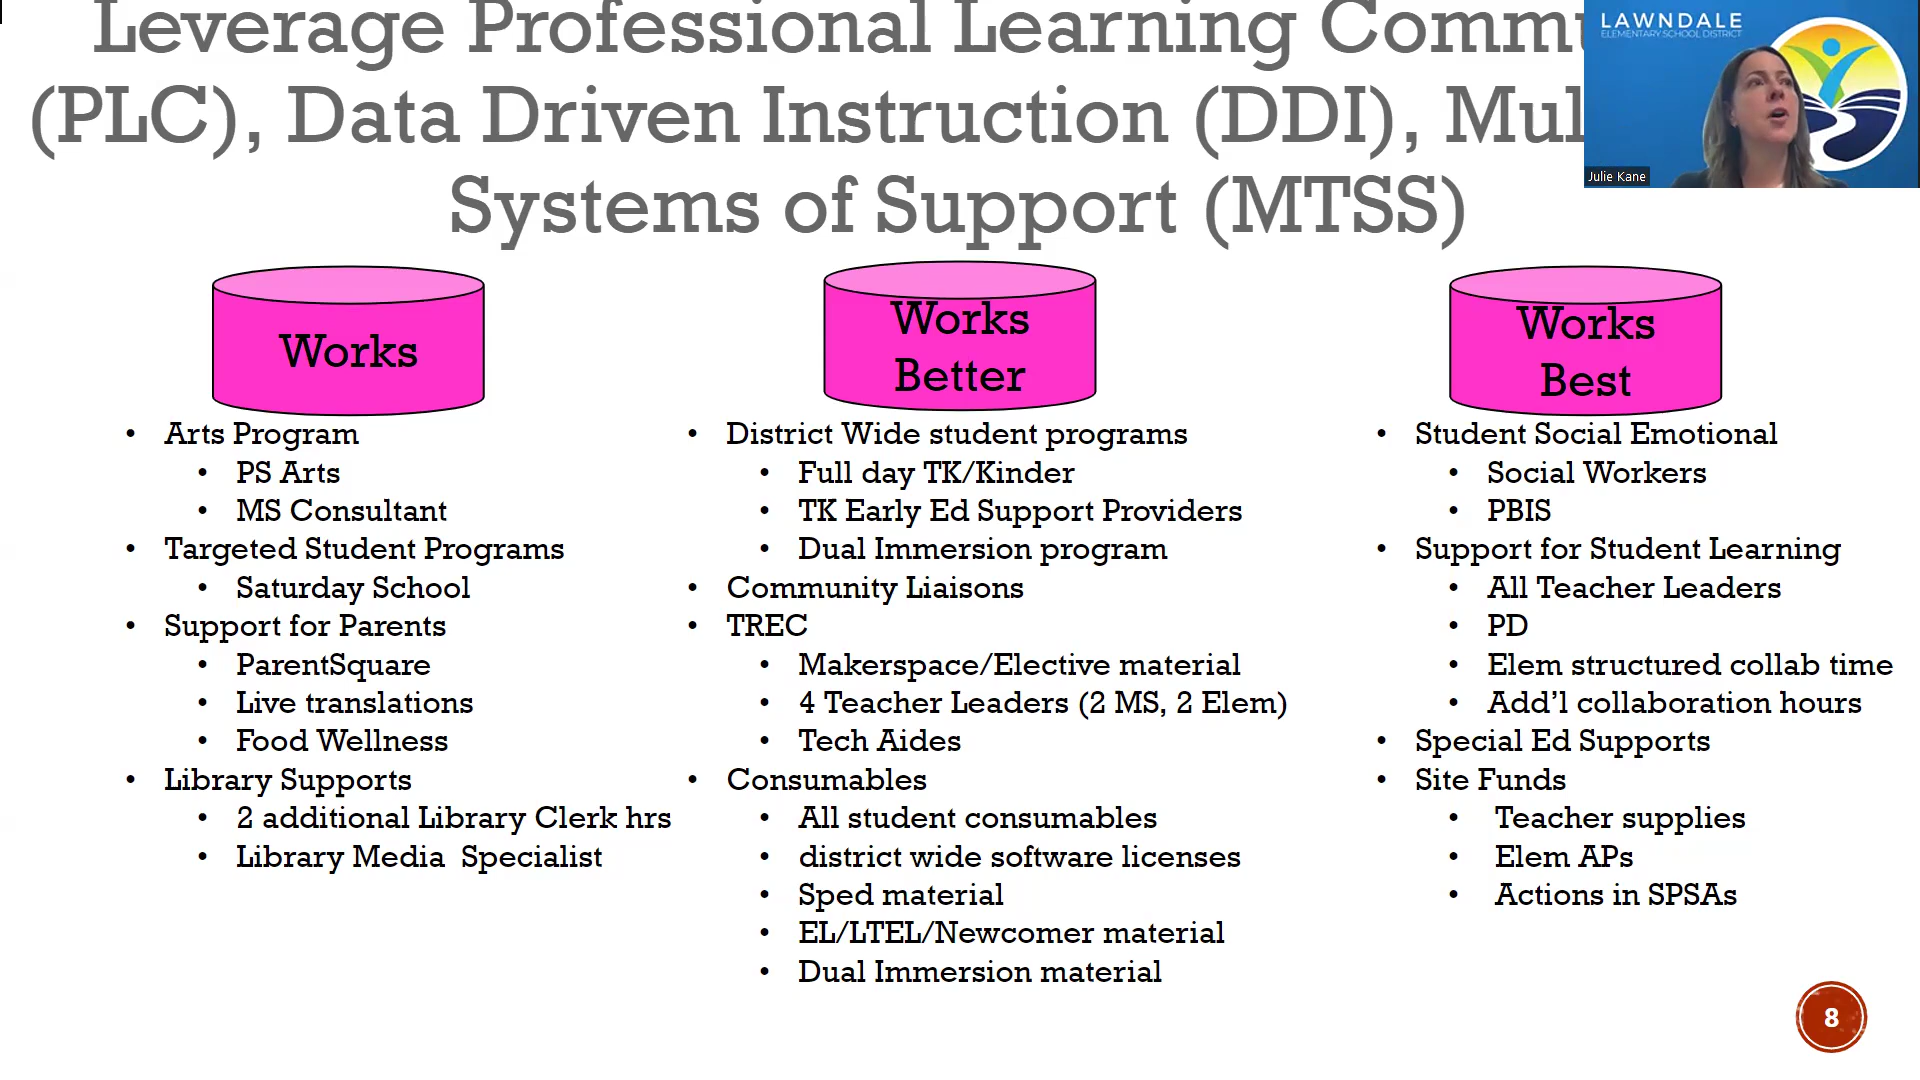 Leverage Professional Learning
(PLC), Data Driven Instruction (DDI),
Systems of Support (MTSS)
LAWNDALE
ELEMENTARY SCHOOL DISTRICT
Julie Kane
Works
• Arts Program
• PS Arts
• MS Consultant
• Targeted Student Programs
• Saturday School
• Support for Parents
• ParentSquare
• Live translations
• Food Wellness
• Library Supports
• 2 additional Library Clerk hrs
• Library Media Specialist
Works
Better
• District Wide student programs
• Full day TK/Kinder
• TK Early Ed Support Providers
• Dual Immersion program
• Community Liaisons
• TREC
• Makerspace/Elective material
• 4 Teacher Leaders (2 MS, 2 Elem)
• Tech Aides
• Consumables
• All student consumables
• district wide software licenses
• Sped material
• EL/LTEL/Newcomer material
• Dual Immersion material
Works
Best
• Student Social Emotional
• Social Workers
• PBIS
• Support for Student Learning
• All Teacher Leaders
• PD
• Elem structured collab time
• Add’l collaboration hours
• Special Ed Supports
• Site Funds
• Teacher supplies
• Elem APs
• Actions in SPSAs
8